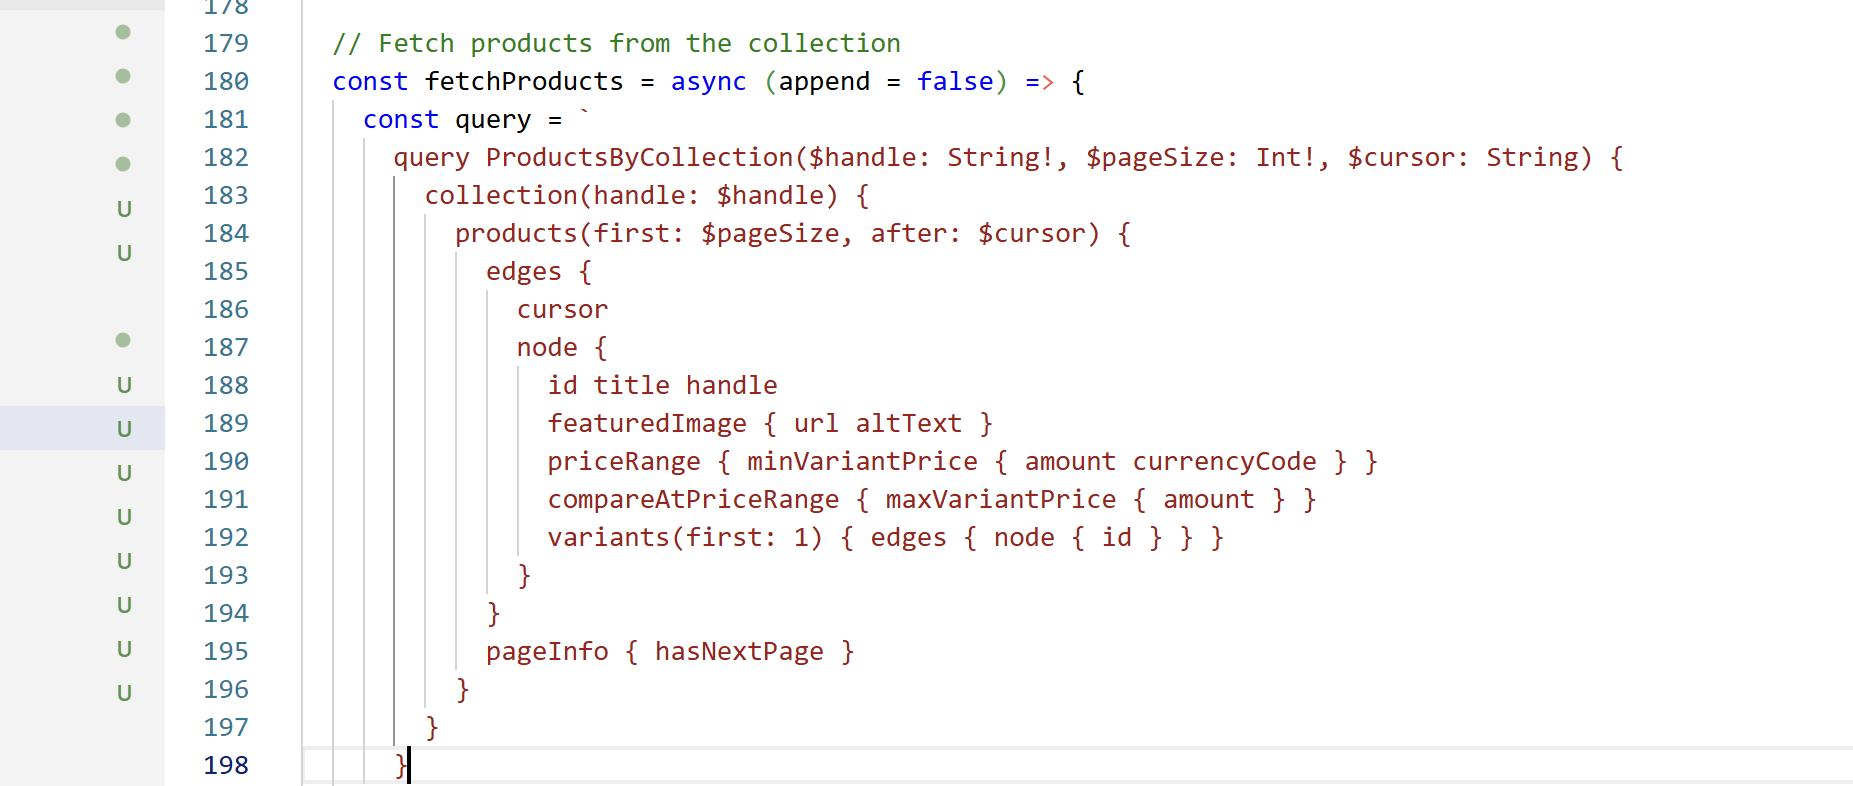 178
179 // Fetch products from the collection
180 const fetchProducts = async (append = false) => {
181 const query = `
182 query ProductsByCollection($handle: String!, $pageSize: Int!, $cursor: String) {
183 collection(handle: $handle) {
184 products(first: $pageSize, after: $cursor) {
185 edges {
186 cursor
187 node {
188 id title handle
189 featuredImage { url altText }
190 priceRange { minVariantPrice { amount currencyCode } }
191 compareAtPriceRange { maxVariantPrice { amount } }
192 variants(first: 1) { edges { node { id } } }
193 }
194 }
195 pageInfo { hasNextPage }
196 }
197 }
198 }
U
U
U
U
U
U
U
U
U
U